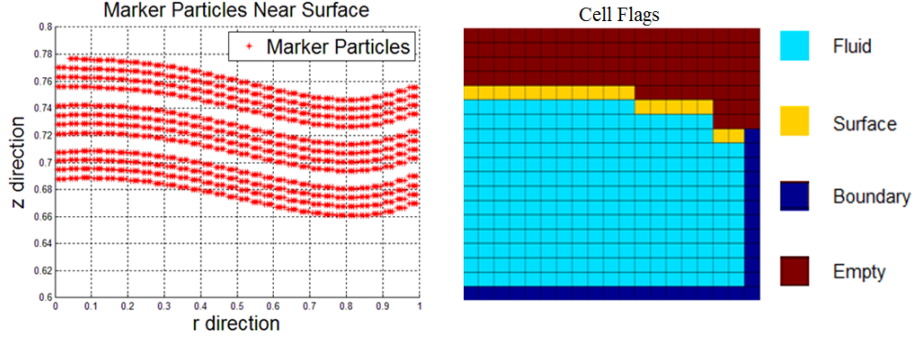 Marker Particles Near Surface
Marker Particles
z direction
0.8
0.78
0.76
0.74
0.72
0.7
0.68
0.66
0.64
0.62
0.6
0 0.1 0.2 0.3 0.4 0.5 0.6 0.7 0.8 0.9 1
r direction
Cell Flags
Fluid
Surface
Boundary
Empty